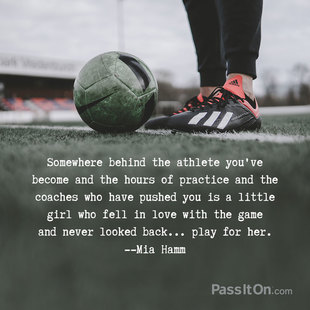 Somewhere behind the athlete you've
become and the hours of practice and the
coaches who have pushed you is a little
girl who fell in love with the game
and never looked back... play for her.
--Mia Hamm
PassItOn.com